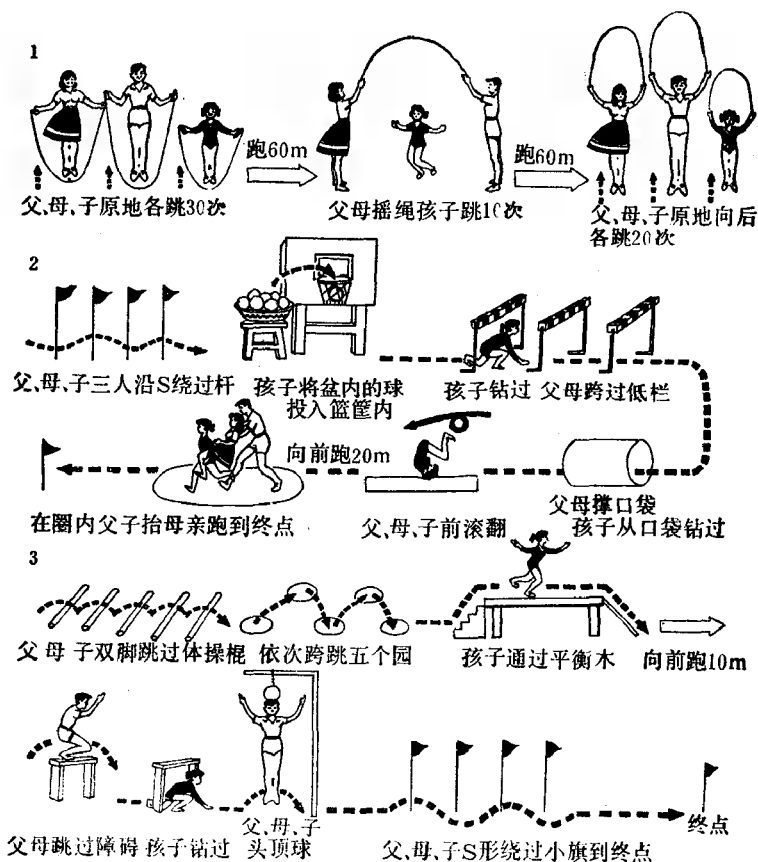 1
跑60m
跑60m
父、母、子原地各跳30次
父母摇绳孩子跳10次
父、母、子原地向后
各跳20次
2
父、母、子三人沿S绕过杆
孩子将盆内的球
投入篮筐内
孩子钻过
父母跨过低栏
向前跑20m
在圈内父子抬母亲跑到终点
父、母、子前滚翻
父母撑口袋
孩子从口袋钻过
3
父 母 子双脚跳过体操棍
依次跨跳五个园
孩子通过平衡木
向前跑10m
父母跳过障碍
孩子钻过
父、母、子
头顶球
父、母、子S形绕过小旗到终点
终点